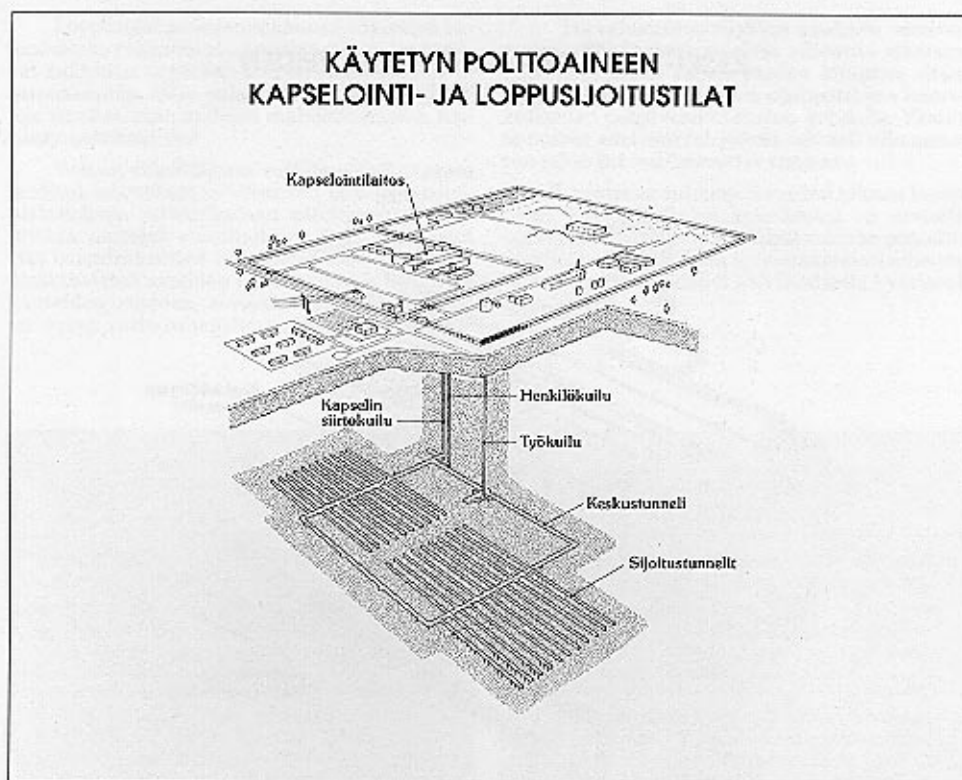 KÄYTETYN POLTTOAINEEN
KAPSELOINTI- JA LOPPUSIJOITUSTILAT
Kapselointilaitos
Kapselin
siirtokuilu
Henkilökuilu
Työkuilu
Keskustunneli
Sijoitustunnelit